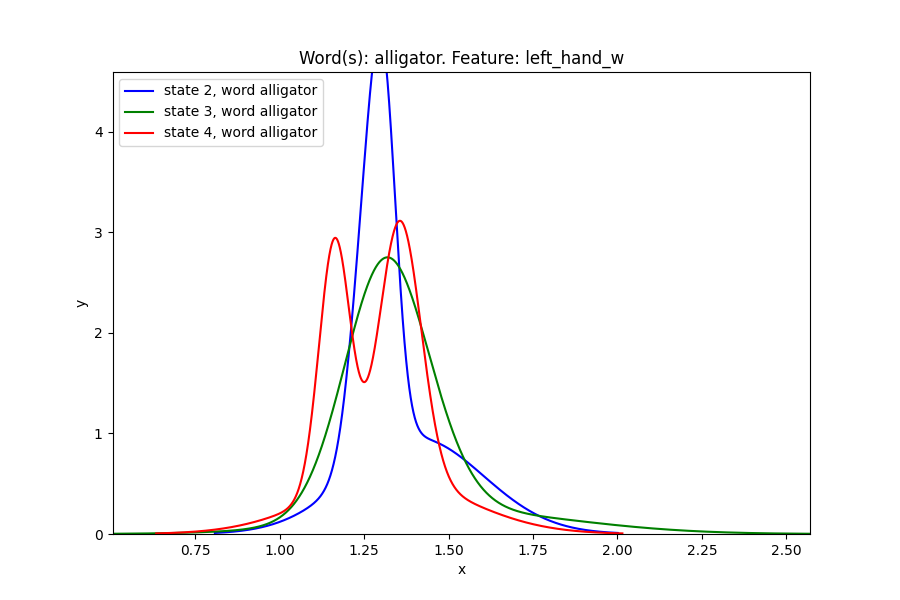 Word(s): alligator. Feature: left_hand_w
state 2, word alligator
state 3, word alligator
state 4, word alligator
4
3
2
1
0
y
0.75 1.00 1.25 1.50 1.75 2.00 2.25 2.50
x